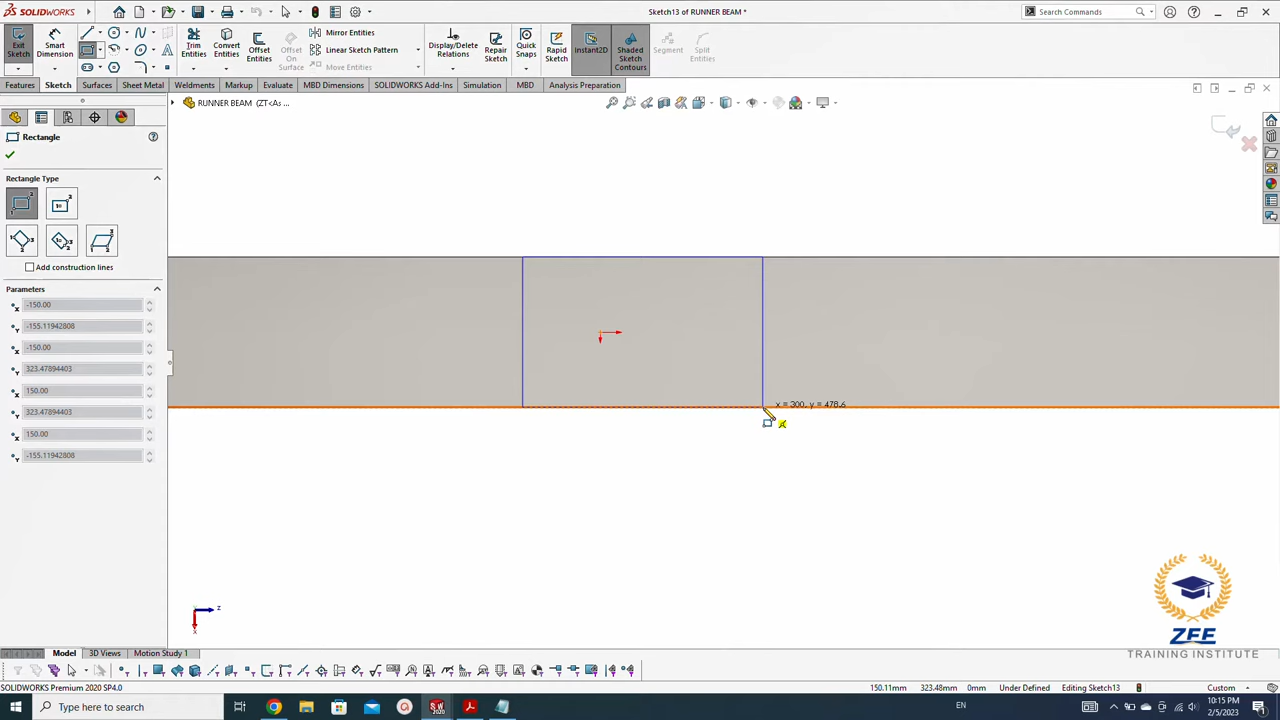 SOLIDWORKS
Sketch13 of RUNNER BEAM *
Search Commands
Exit Sketch
Smart Dimension
Trim Entities
Convert Entities
Offset Entities
Offset On Surface
Mirror Entities
Linear Sketch Pattern
Move Entities
Display/Delete Relations
Repair Sketch
Quick Snaps
Rapid Sketch
Instant2D
Shaded Sketch Contours
Segment
Split Entities
Features
Sketch
Surfaces
Sheet Metal
Weldments
Markup
Evaluate
MBD Dimensions
SOLIDWORKS Add-Ins
Simulation
MBD
Analysis Preparation
RUNNER BEAM (ZT<As ...
Rectangle
Rectangle Type
Add construction lines
Parameters
-150.00
-155.11942808
-150.00
323.47894403
150.00
323.47894403
150.00
-155.11942808
x = 300, y = 478.6
z
x
ZFE
TRAINING INSTITUTE
Model
3D Views
Motion Study 1
SOLIDWORKS Premium 2020 SP4.0
150.11mm
323.48mm
0mm
Under Defined
Editing Sketch13
Custom
Type here to search
EN
10:15 PM
2/5/2023